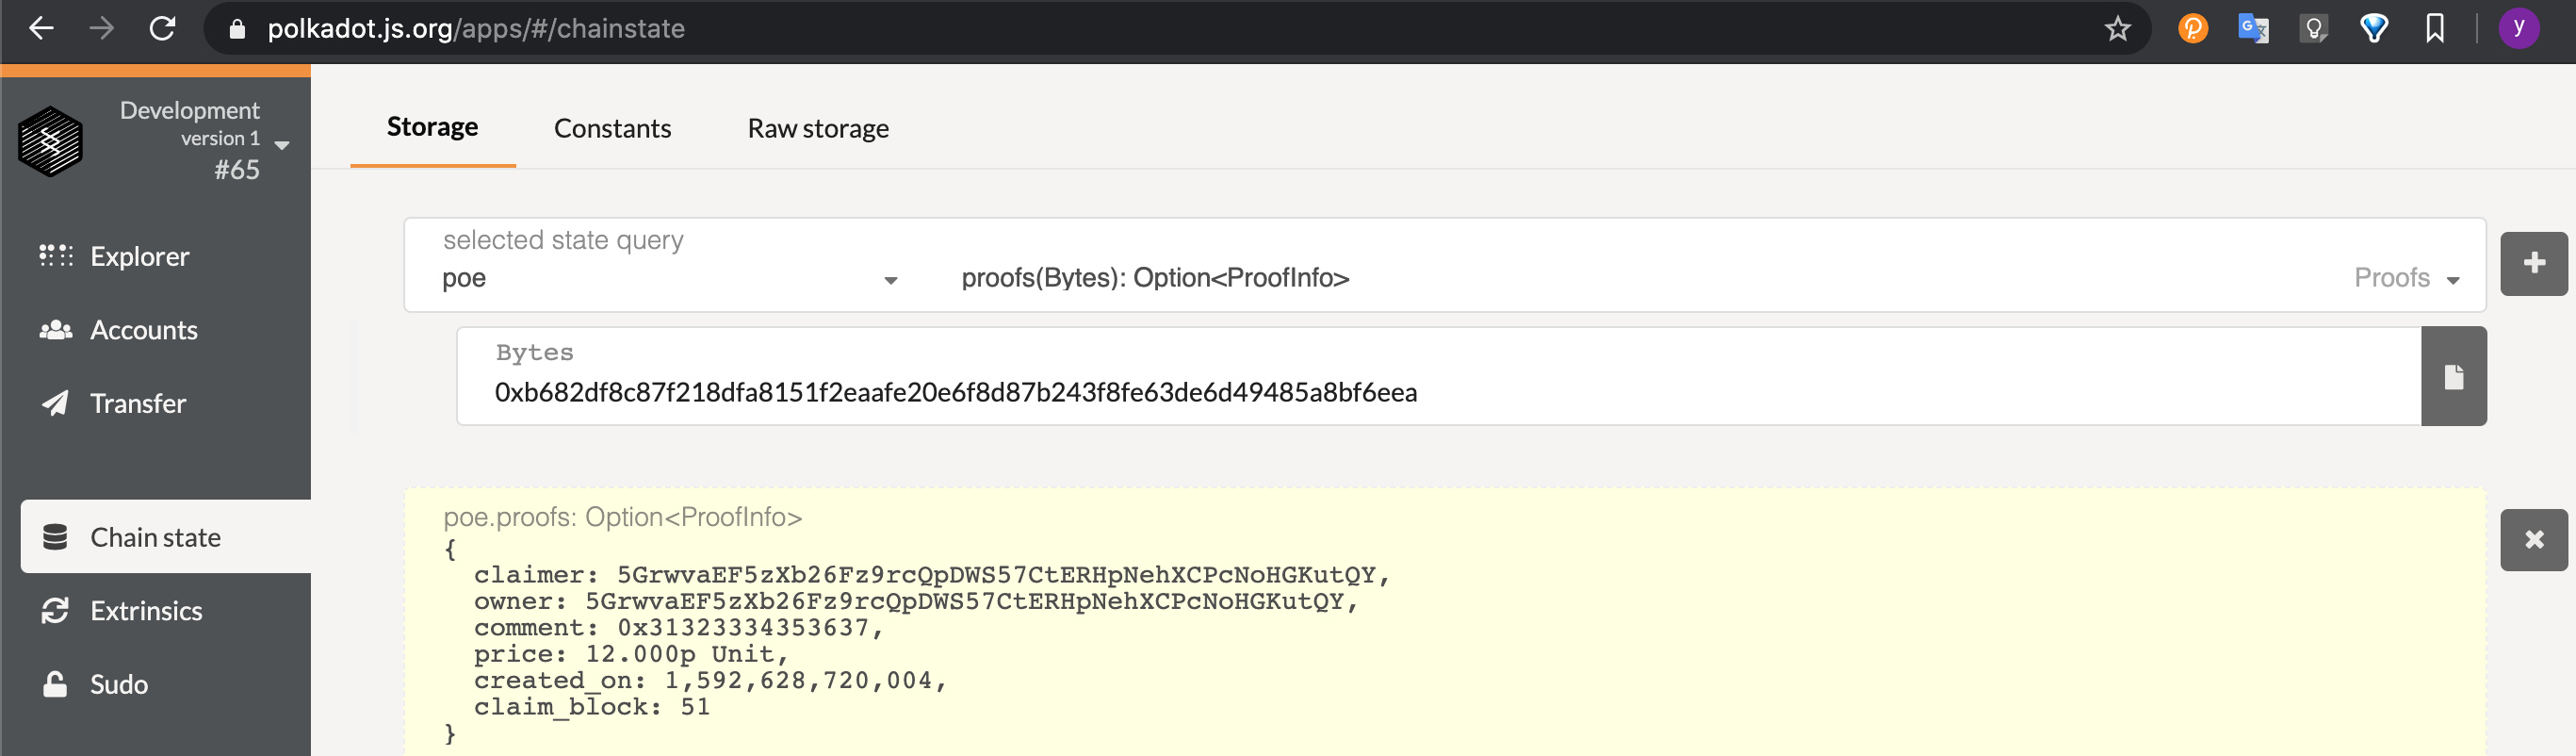 polkadot.js.org/apps/#/chainstate
y
Development
version 1
#65
Explorer
Accounts
Transfer
Chain state
Extrinsics
Sudo
Storage
Constants
Raw storage
selected state query
poe
proofs(Bytes): Option<ProofInfo>
Proofs
Bytes
0xb682df8c87f218dfa8151f2eaafe20e6f8d87b243f8fe63de6d49485a8bf6eea
poe.proofs: Option<ProofInfo>
{
claimer: 5GrwvaEF5zXb26Fz9rcQpDWS57CtERHpNehXCPcNoHGKutQY,
owner: 5GrwvaEF5zXb26Fz9rcQpDWS57CtERHpNehXCPcNoHGKutQY,
comment: 0x31323334353637,
price: 12.000p Unit,
created_on: 1,592,628,720,004,
claim_block: 51
}